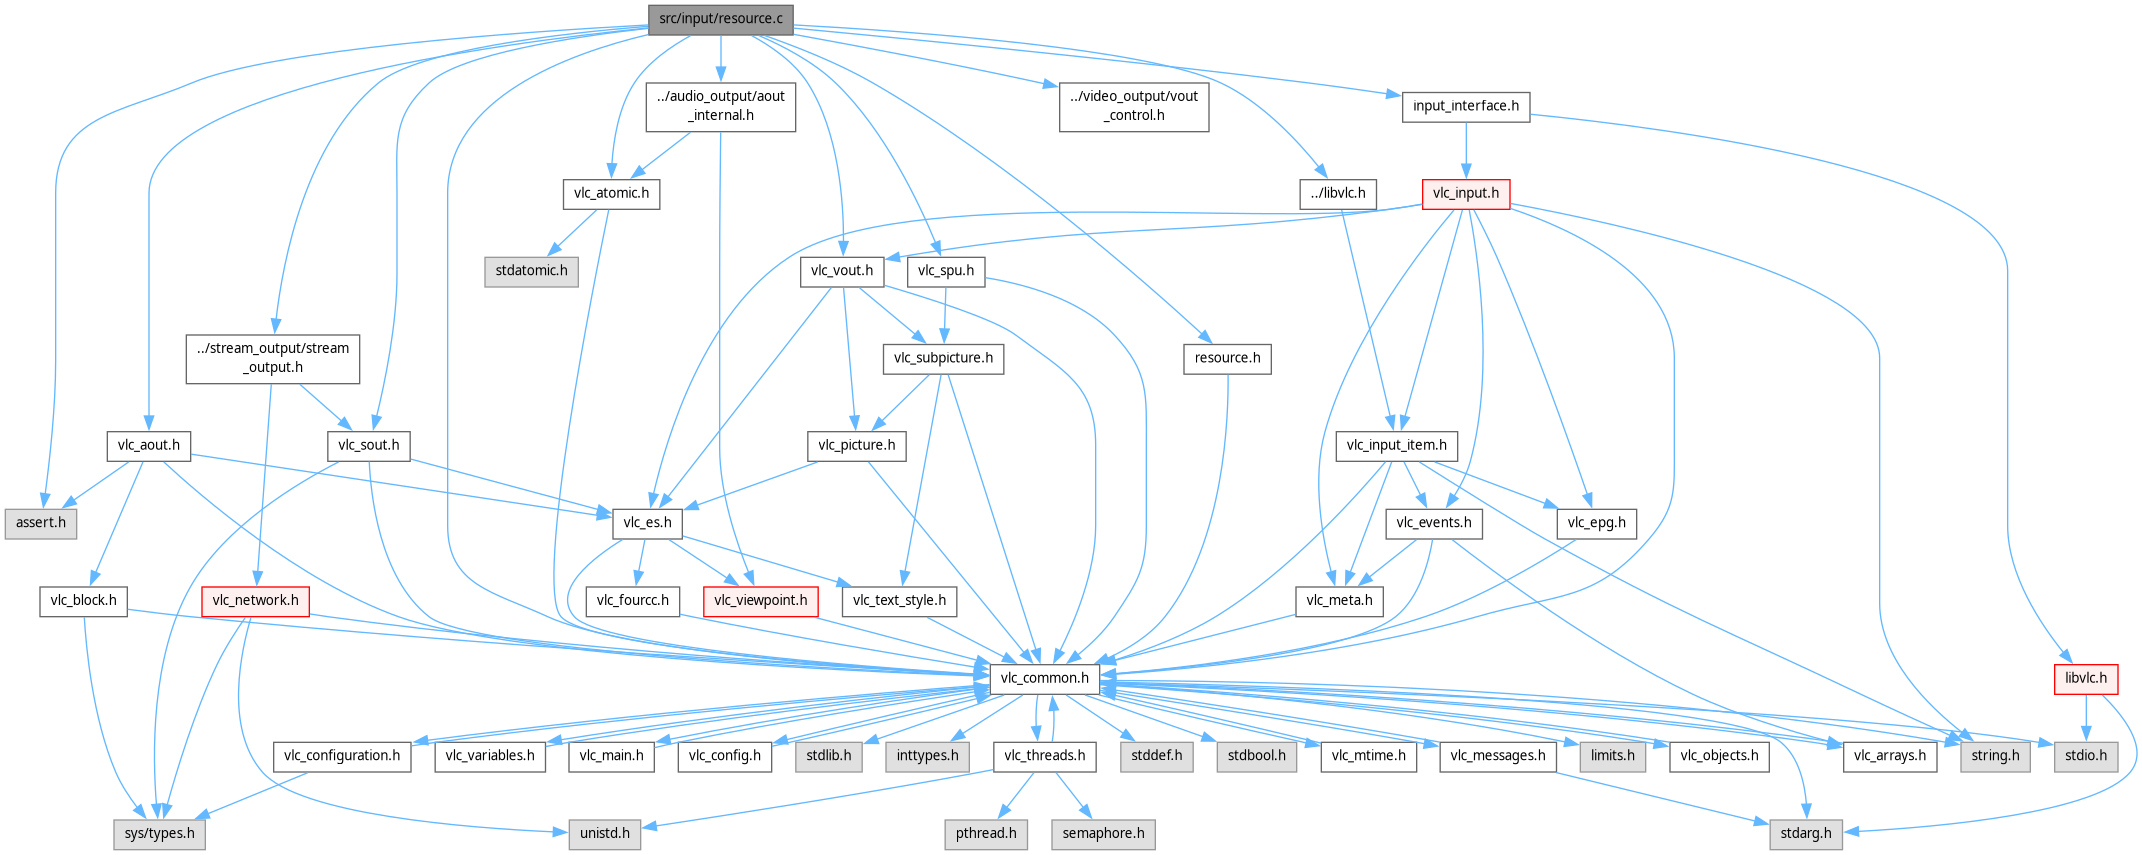 src/input/resource.c
../audio_output/aout
_internal.h
../video_output/vout
_control.h
input_interface.h
vlc_atomic.h
../libvlc.h
vlc_input.h
stdatomic.h
vlc_vout.h
vlc_spu.h
../stream_output/stream
_output.h
vlc_subpicture.h
resource.h
vlc_aout.h
vlc_sout.h
vlc_picture.h
vlc_input_item.h
assert.h
vlc_es.h
vlc_events.h
vlc_epg.h
vlc_block.h
vlc_network.h
vlc_fourcc.h
vlc_viewpoint.h
vlc_text_style.h
vlc_meta.h
vlc_common.h
libvlc.h
vlc_configuration.h
vlc_variables.h
vlc_main.h
vlc_config.h
stdlib.h
inttypes.h
vlc_threads.h
stddef.h
stdbool.h
vlc_mtime.h
vlc_messages.h
limits.h
vlc_objects.h
vlc_arrays.h
string.h
stdio.h
sys/types.h
unistd.h
pthread.h
semaphore.h
stdarg.h